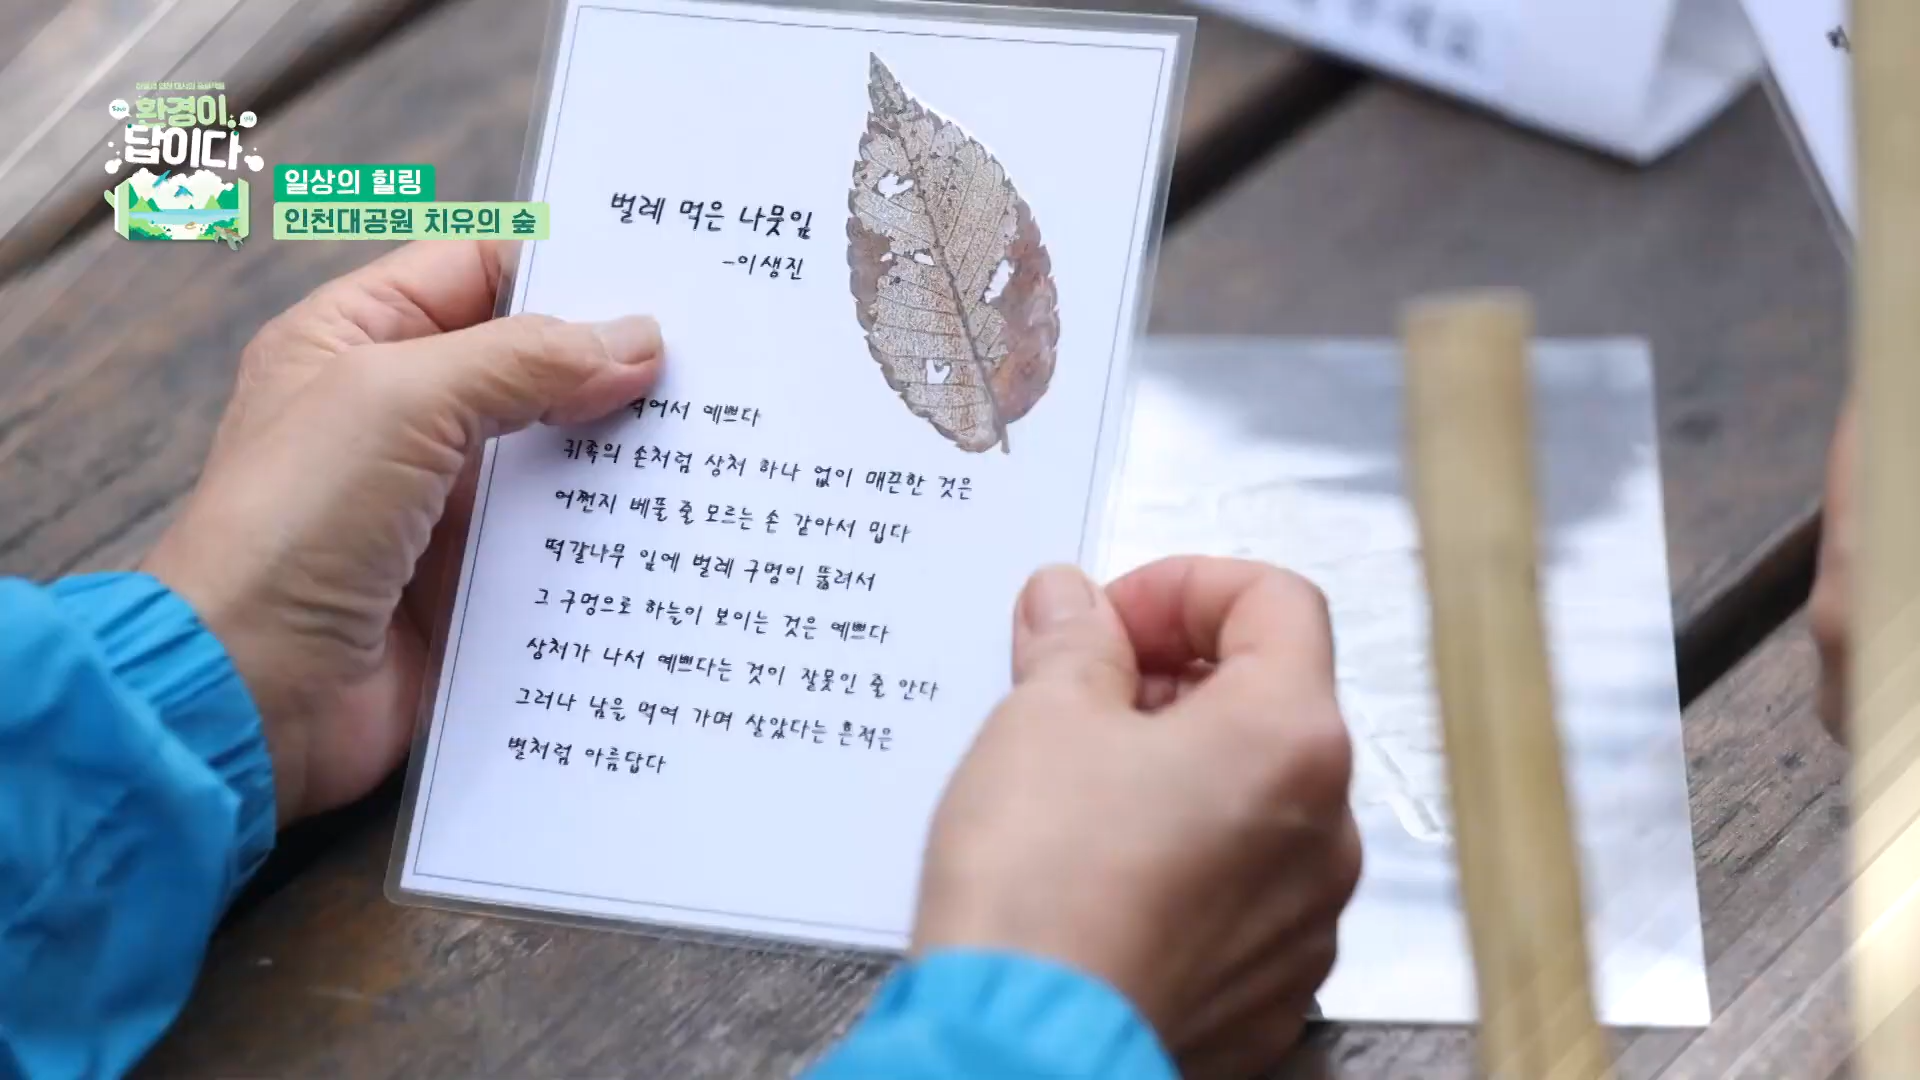 환경이
답이다
일상의 힐링
인천대공원 치유의 숲
벌레 먹은 나뭇잎
-이생진
먹어서 예쁘다
귀족의 손처럼 상처 하나 없이 매끈한 것은
어쩐지 베풀 줄 모르는 손 같아서 밉다
떡갈나무 잎에 벌레 구멍이 뚫려서
그 구멍으로 하늘이 보이는 것은 예쁘다
상처가 나서 예쁘다는 것이 잘못인 줄 안다
그러나 남을 먹여 가며 살았다는 흔적은
별처럼 아름답다